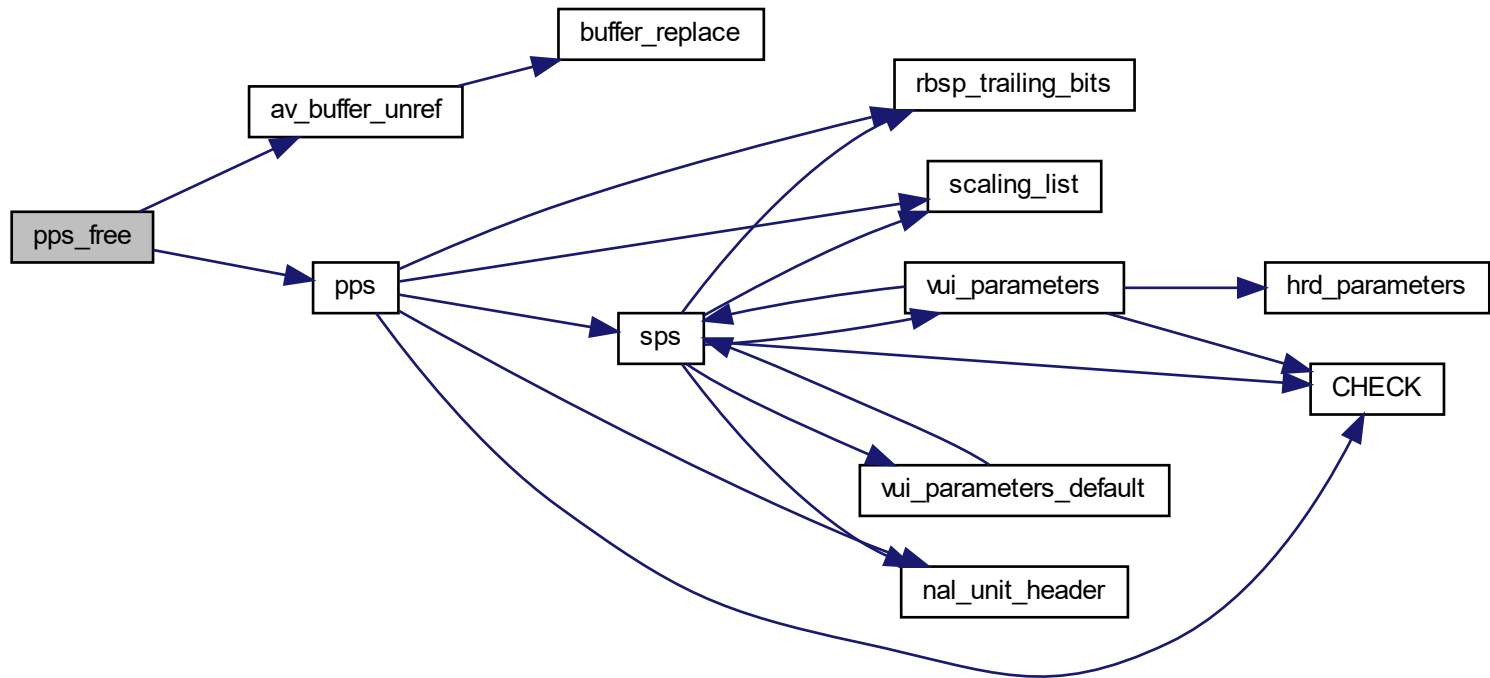 buffer_replace
av_buffer_unref
pps_free
pps
rbsp_trailing_bits
scaling_list
sps
vui_parameters
hrd_parameters
CHECK
vui_parameters_default
nal_unit_header